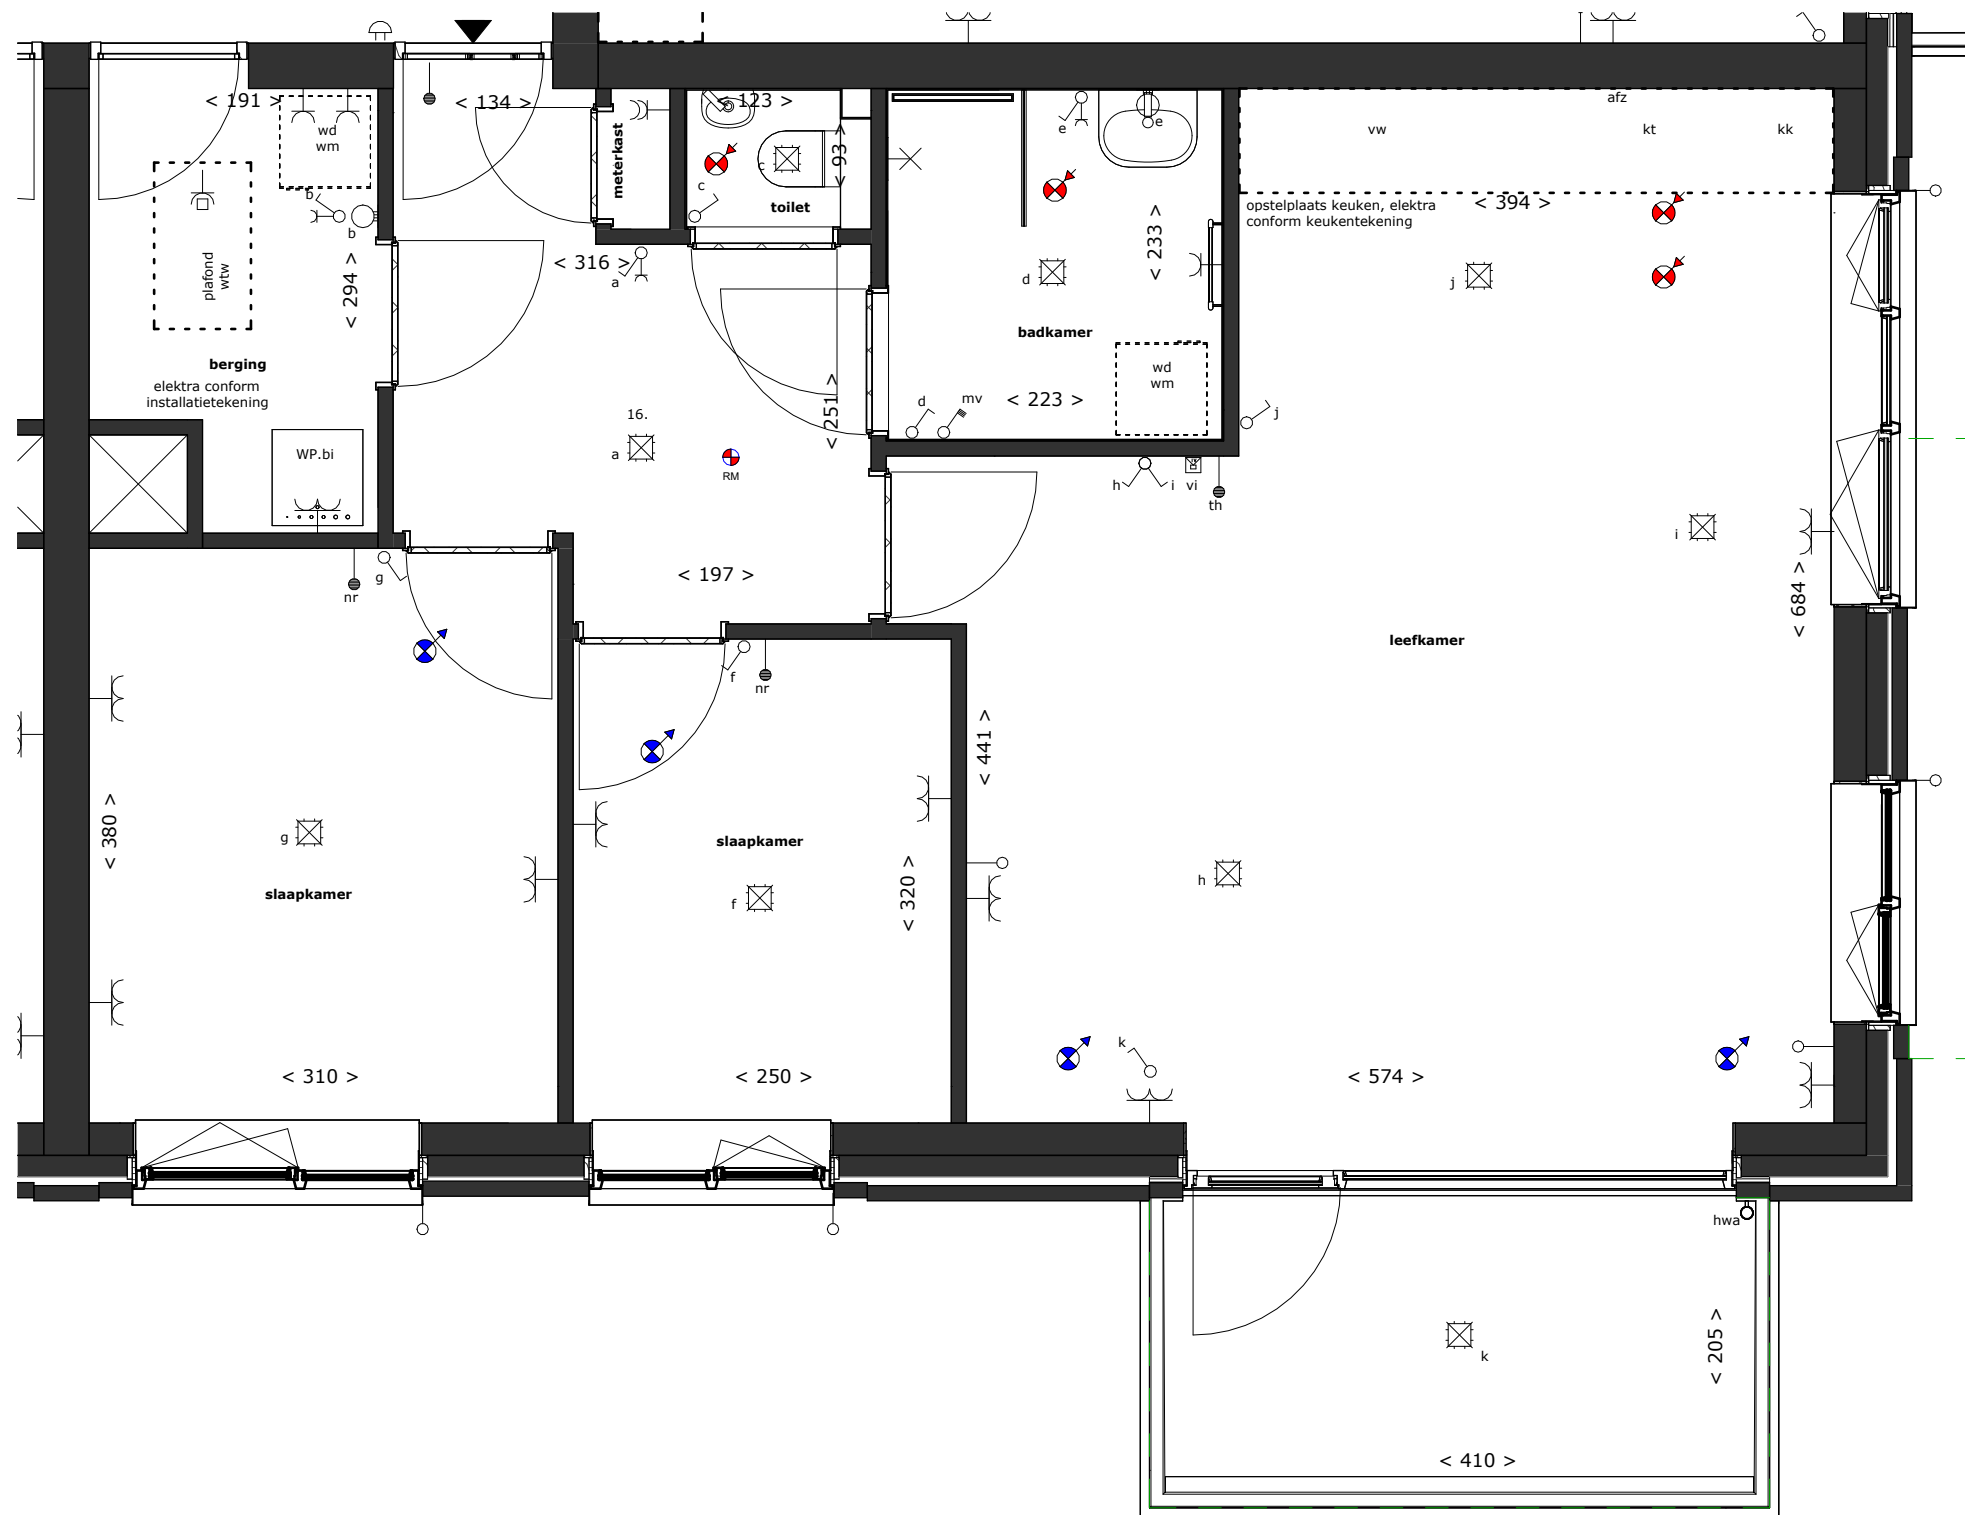 afz
< 191 >
< 134 >
< 123 >
wd
wm
vw
kt
kk
e
e
meterkast
< 93 >
c
c
toilet
b
b
opstelplaats keuken, elektra
conform keukentekening
< 394 >
< 233 >
plafond
wtw
< 294 >
< 316 >
a
d
j
badkamer
berging
elektra conform
installatietekening
wd
wm
< 251 >
d
mv
< 223 >
j
16.
a
RM
WP.bi
h
i
vi
th
i
nr
g
< 197 >
< 684 >
leefkamer
f
nr
< 441 >
< 380 >
g
slaapkamer
slaapkamer
f
< 320 >
h
k
< 310 >
< 250 >
< 574 >
hwa
k
< 205 >
< 410 >